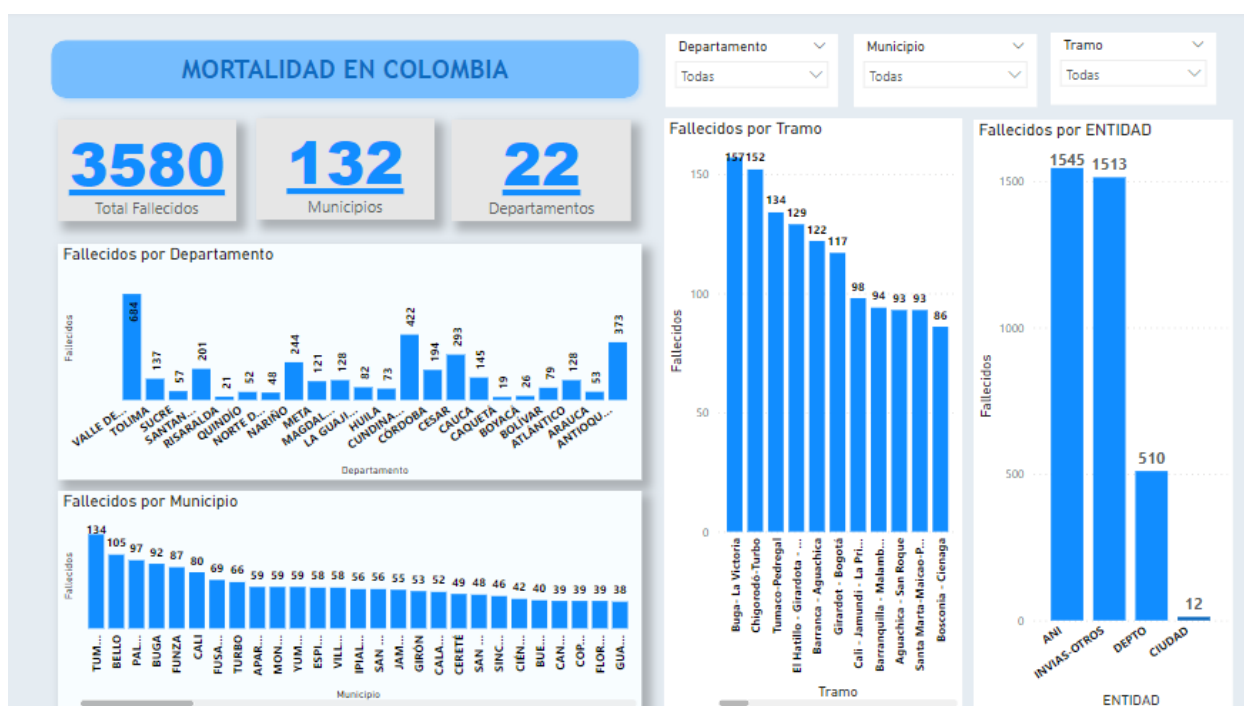 MORTALIDAD EN COLOMBIA
Departamento
Todas
Municipio
Todas
Tramo
Todas
3580
Total Fallecidos
132
Municipios
22
Departamentos
Fallecidos por Departamento
Fallecidos
684
137
57
201
21
52
48
244
121
128
82
73
422
194
293
145
19
26
79
128
53
373
VALLE DE...
TOLIMA
SUCRE
SANTAN...
RISARALDA
QUINDÍO
NORTE D...
NARIÑO
META
MAGDAL...
LA GUAJI...
HUILA
CUNDINA...
CÓRDOBA
CESAR
CAUCA
CAQUETÁ
BOYACÁ
BOLÍVAR
ATLÁNTICO
ARAUCA
ANTIOQU...
Departamento
Fallecidos por Municipio
Fallecidos
134
105
97
92
87
80
69
66
59
59
59
58
58
56
56
55
53
52
49
48
46
42
40
39
39
39
38
TUM...
BELLO
PAL...
BUGA
FUNZA
CALI
FUSA...
TURBO
APAR...
MON...
YUM...
ESPI...
VILL...
IPIAL...
SAN ...
JAM...
GIRÓN
CALA...
CERETÉ
SAN ...
SINC...
CIÉN...
BUE...
CAN...
COP...
FLOR...
GUA...
Municipio
Fallecidos por Tramo
Fallecidos
150
100
50
0
157
152
134
129
122
117
98
94
93
93
86
Buga- La Victoria
Chigorodó-Turbo
Tumaco-Pedregal
El Hatillo - Girardota - ...
Barranca - Aguachica
Girardot - Bogotá
Cali - Jamundi - La Pri...
Barranquilla - Malamb...
Aguachica - San Roque
Santa Marta-Maicao-P...
Bosconia - Cienaga
Tramo
Fallecidos por ENTIDAD
Fallecidos
1500
1000
500
0
1545
1513
510
12
ANI
INVIAS-OTROS
DEPTO
CIUDAD
ENTIDAD